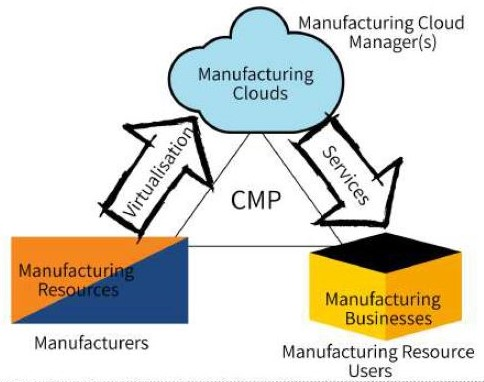 Manufacturing Cloud
Manager(s)
Manufacturing
Clouds
Virtualisation
Services
CMP
Manufacturing
Resources
Manufacturing
Businesses
Manufacturers
Manufacturing Resource
Users